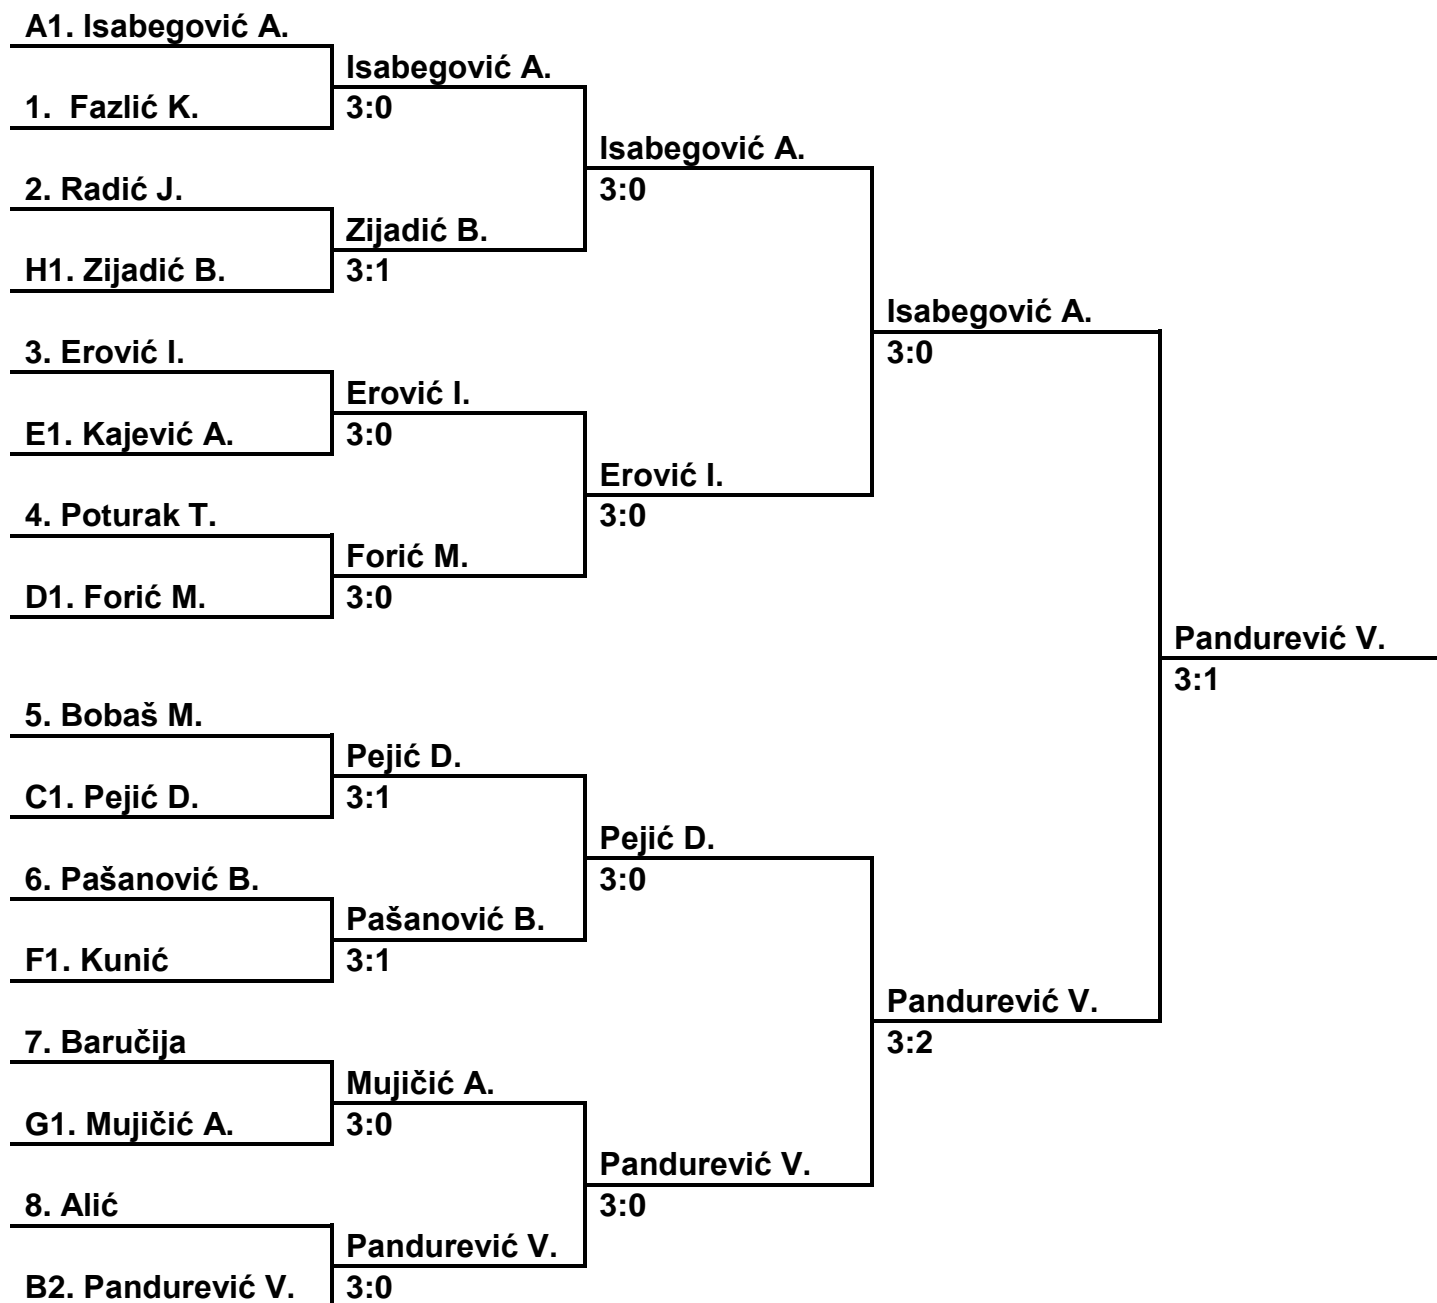 A1. Isabegović A.
Isabegović A.
1.  Fazlić K.
3:0
Isabegović A.
2. Radić J.
3:0
Zijadić B.
H1. Zijadić B.
3:1
Isabegović A.
3. Erović I.
3:0
Erović I.
E1. Kajević A.
3:0
Erović I.
4. Poturak T.
3:0
Forić M.
D1. Forić M.
3:0
Pandurević V.
3:1
5. Bobaš M.
Pejić D.
C1. Pejić D.
3:1
Pejić D.
6. Pašanović B.
3:0
Pašanović B.
F1. Kunić
3:1
Pandurević V.
7. Baručija
3:2
Mujičić A.
G1. Mujičić A.
3:0
Pandurević V.
8. Alić
3:0
Pandurević V.
B2. Pandurević V.
3:0